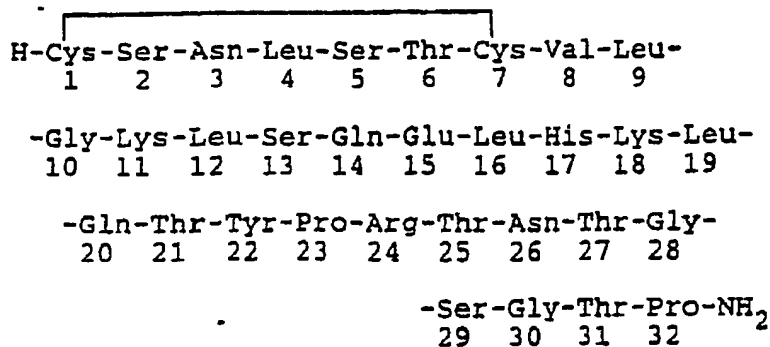 H-Cys-Ser-Asn-Leu-Ser-Thr-Cys-Val-Leu-
1 2 3 4 5 6 7 8 9
-Gly-Lys-Leu-Ser-Gln-Glu-Leu-His-Lys-Leu-
10 11 12 13 14 15 16 17 18 19
-Gln-Thr-Tyr-Pro-Arg-Thr-Asn-Thr-Gly-
20 21 22 23 24 25 26 27 28
-Ser-Gly-Thr-Pro-NH₂
29 30 31 32